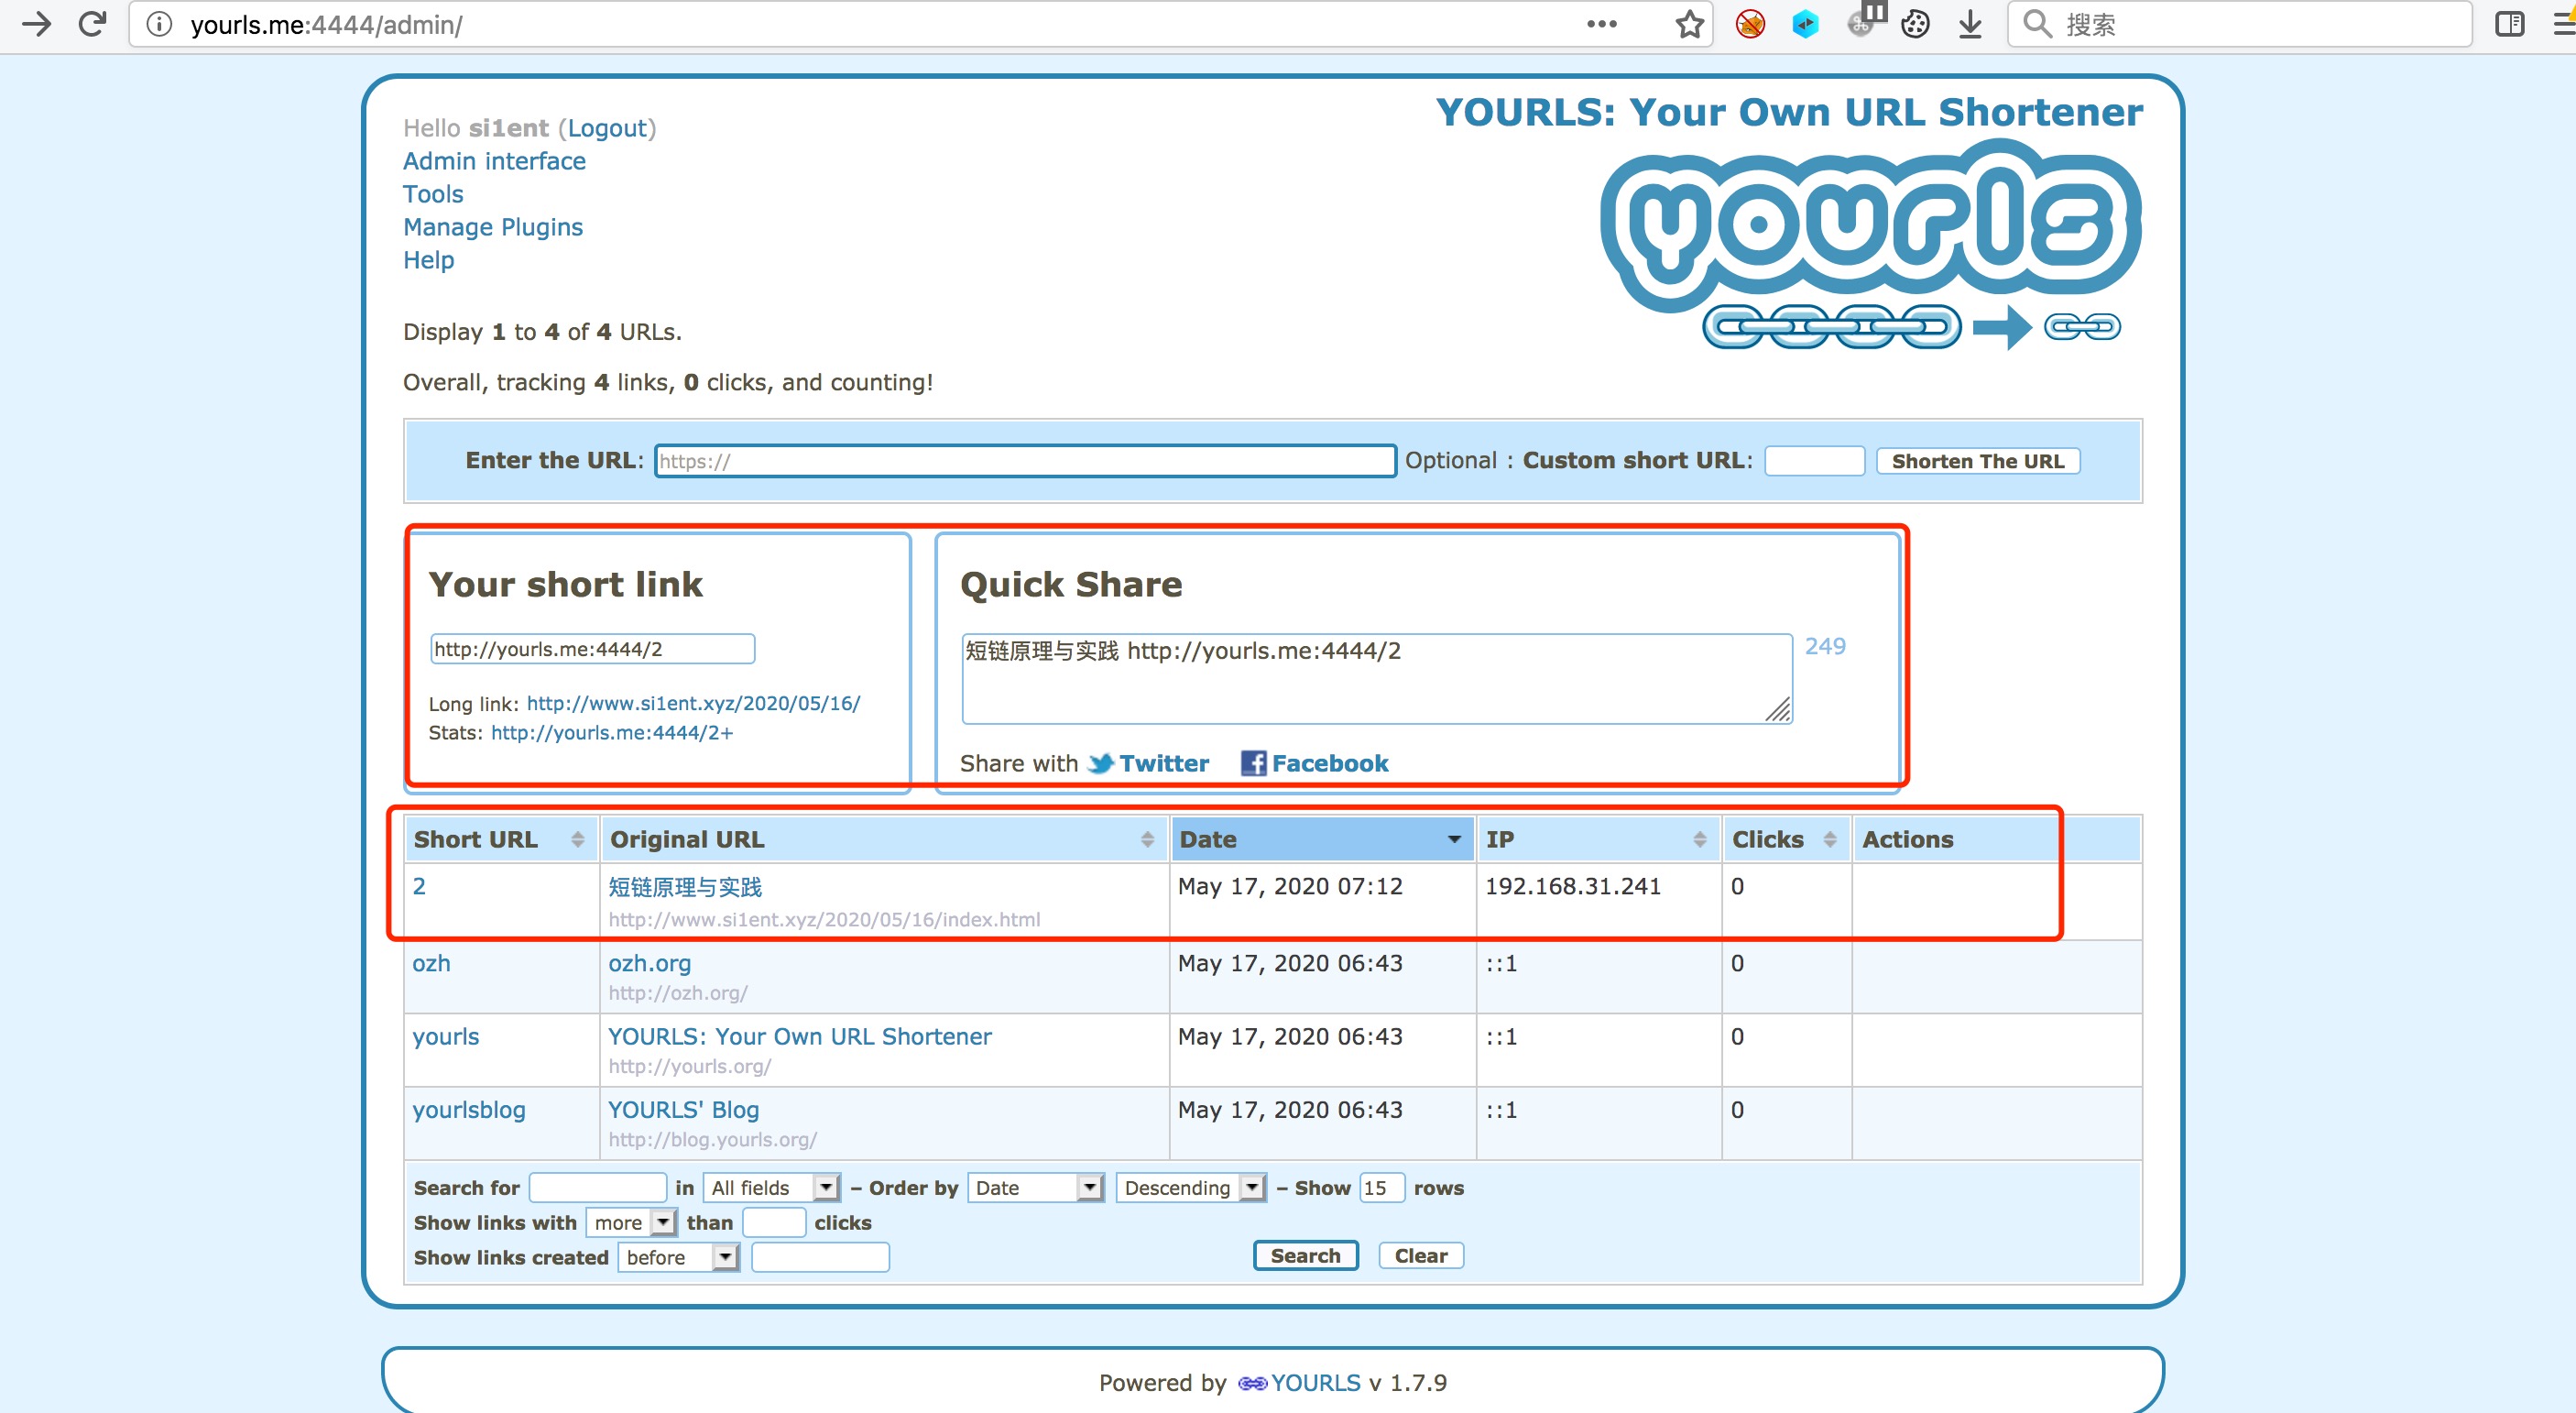 yourls.me:4444/admin/
搜索
Hello si1ent (Logout)
Admin interface
Tools
Manage Plugins
Help
YOURLS: Your Own URL Shortener
yourls
Display 1 to 4 of 4 URLs.
Overall, tracking 4 links, 0 clicks, and counting!
Enter the URL: https:// Optional : Custom short URL: Shorten The URL
Your short link
http://yourls.me:4444/2
Long link: http://www.si1ent.xyz/2020/05/16/
Stats: http://yourls.me:4444/2+
Quick Share
短链原理与实践 http://yourls.me:4444/2
249
Share with Twitter Facebook
Short URL Original URL Date IP Clicks Actions
2 短链原理与实践 May 17, 2020 07:12 192.168.31.241 0
http://www.si1ent.xyz/2020/05/16/index.html
ozh ozh.org May 17, 2020 06:43 ::1 0
http://ozh.org/
yourls YOURLS: Your Own URL Shortener May 17, 2020 06:43 ::1 0
http://yourls.org/
yourlsblog YOURLS' Blog May 17, 2020 06:43 ::1 0
http://blog.yourls.org/
Search for in All fields – Order by Date Descending – Show 15 rows
Show links with more than clicks
Show links created before Search Clear
Powered by YOURLS v 1.7.9